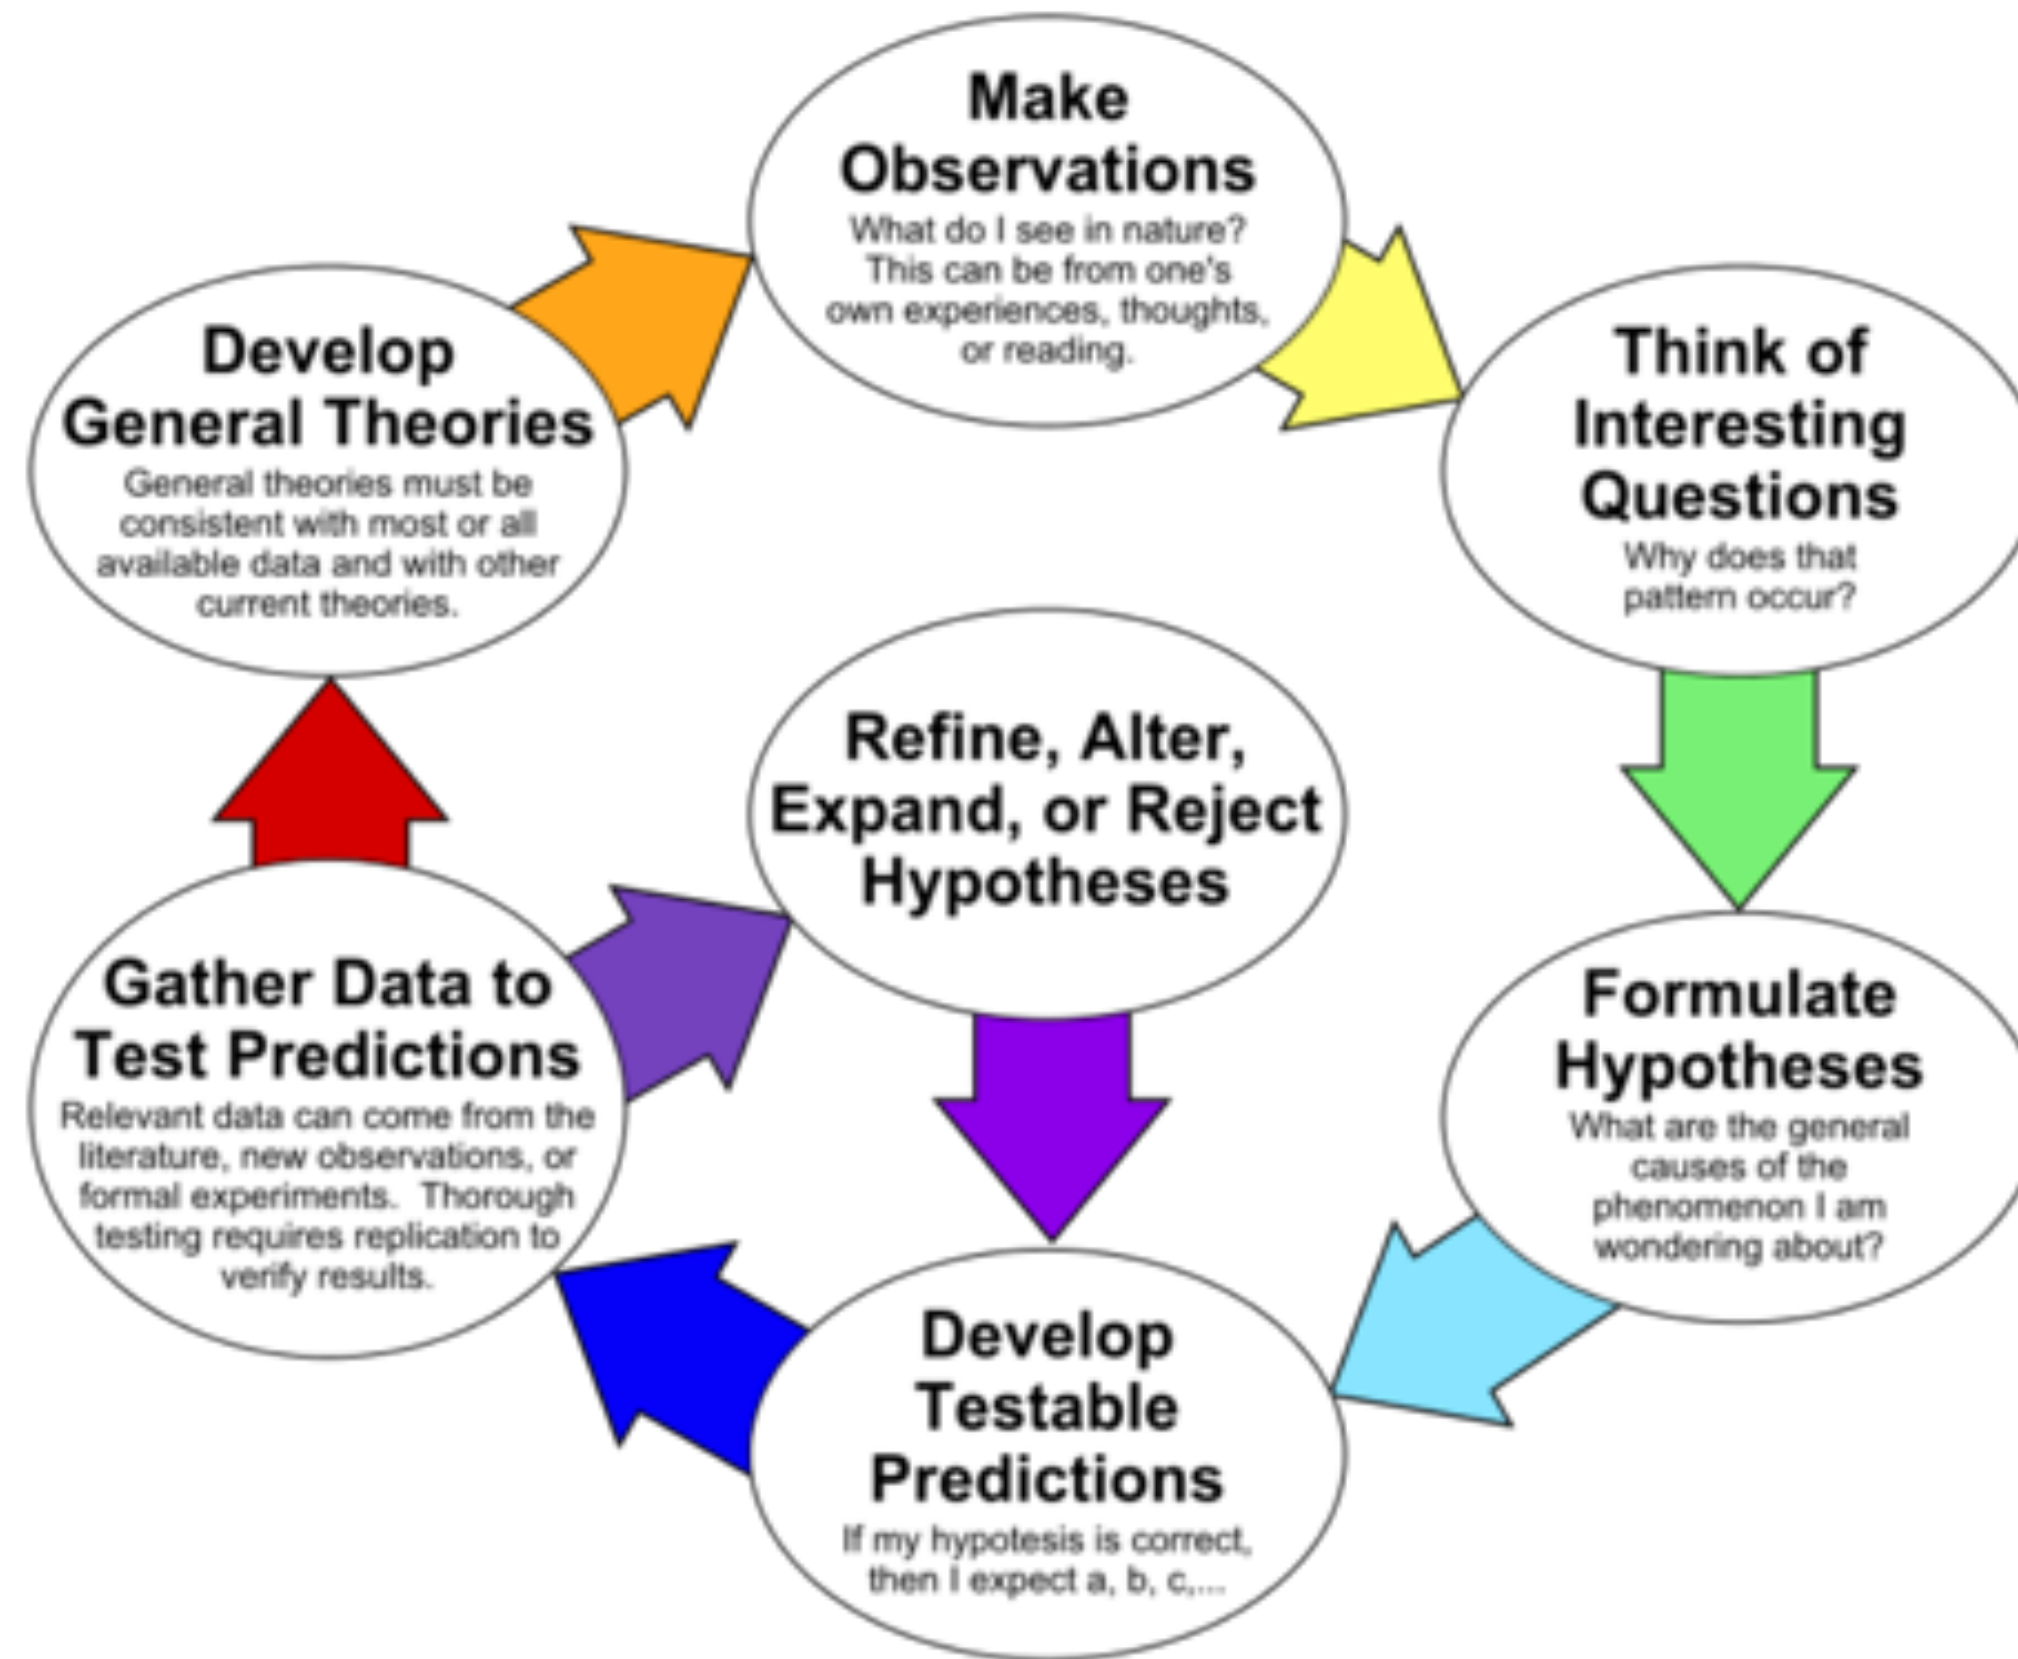 Make
Observations
What do I see in nature?
This can be from one's
own experiences, thoughts,
or reading.
Think of
Interesting
Questions
Why does that
pattern occur?
Formulate
Hypotheses
What are the general
causes of the
phenomenon I am
wondering about?
Develop
Testable
Predictions
If my hypotesis is correct,
then I expect a, b, c,...
Gather Data to
Test Predictions
Relevant data can come from the
literature, new observations, or
formal experiments.  Thorough
testing requires replication to
verify results.
Refine, Alter,
Expand, or Reject
Hypotheses
Develop
General Theories
General theories must be
consistent with most or all
available data and with other
current theories.